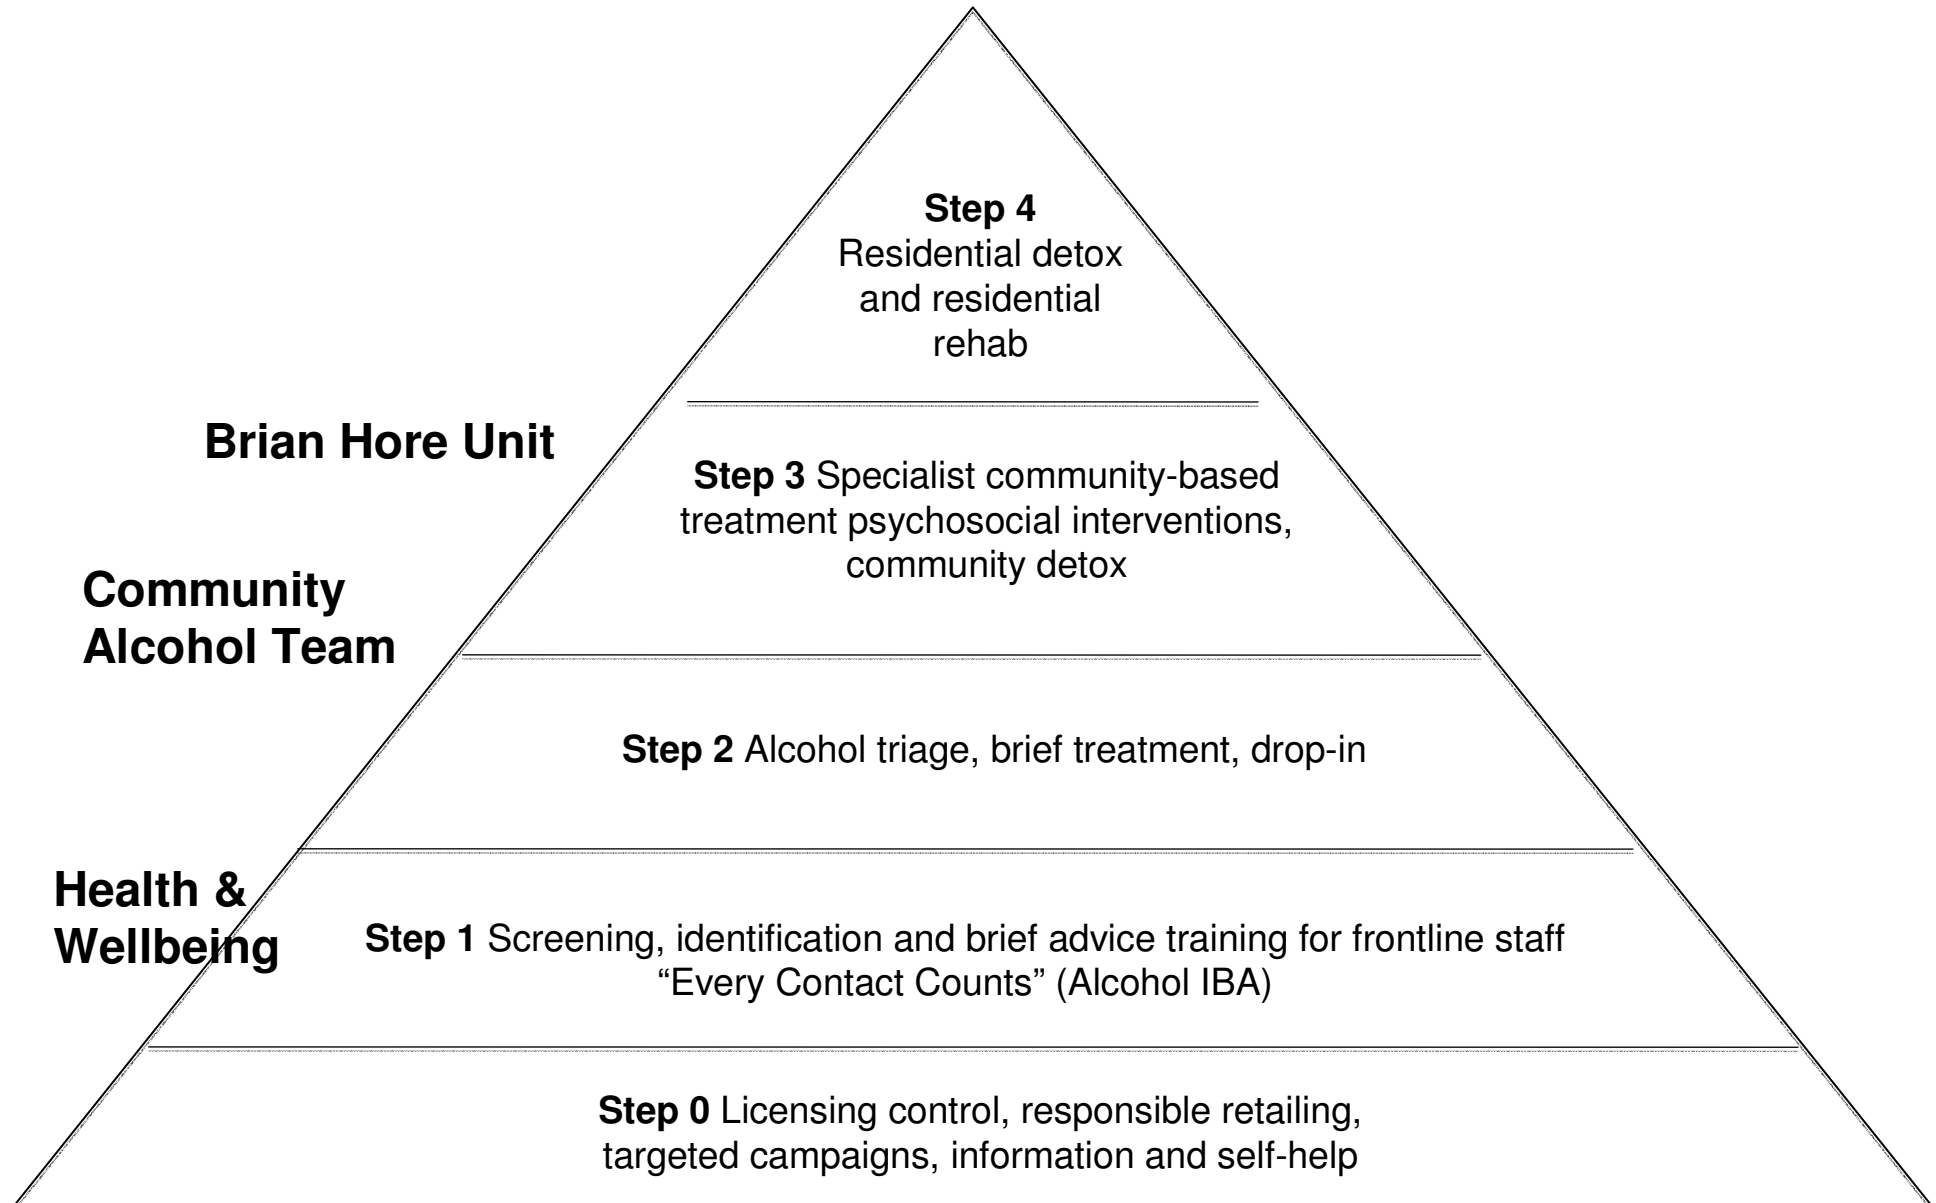 Step 4
Residential detox
and residential
rehab
Brian Hore Unit
Step 3 Specialist community-based
treatment psychosocial interventions,
community detox
Community
Alcohol Team
Step 2 Alcohol triage, brief treatment, drop-in
Health &
Wellbeing
Step 1 Screening, identification and brief advice training for frontline staff
“Every Contact Counts” (Alcohol IBA)
Step 0 Licensing control, responsible retailing,
targeted campaigns, information and self-help